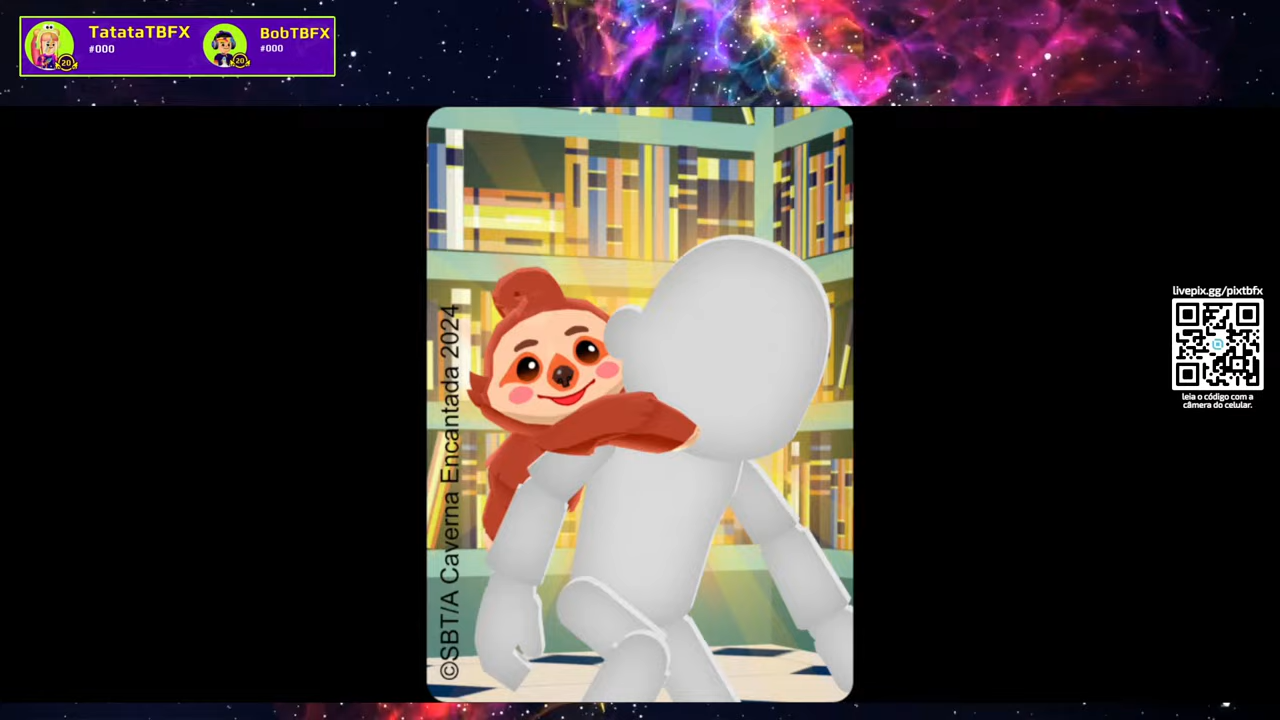 TatataTBFX
#000
20
BobTBFX
#000
20
©SBT/A Caverna Encantada 2024
livepix.gg/pixtbfx
leia o código com a
câmera do celular.